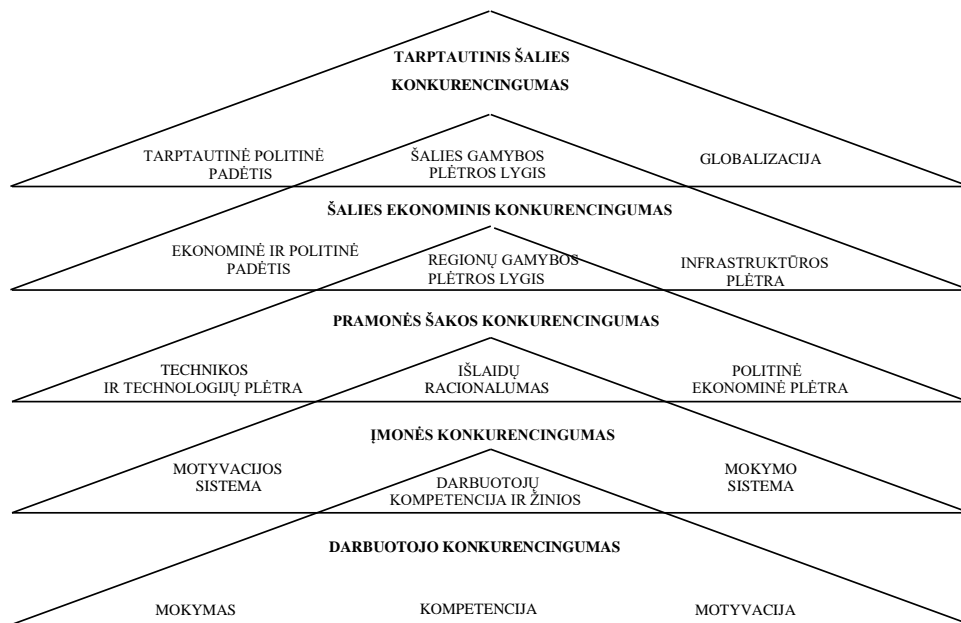 TARPTAUTINIS ŠALIES
KONKURENCINGUMAS
TARPTAUTINĖ POLITINĖ
PADĖTIS
ŠALIES GAMYBOS
PLĖTROS LYGIS
GLOBALIZACIJA
ŠALIES EKONOMINIS KONKURENCINGUMAS
EKONOMINĖ IR POLITINĖ
PADĖTIS
REGIONŲ GAMYBOS
PLĖTROS LYGIS
INFRASTRUKTŪROS
PLĖTRA
PRAMONĖS ŠAKOS KONKURENCINGUMAS
TECHNIKOS
IR TECHNOLOGIJŲ PLĖTRA
IŠLAIDŲ
RACIONALUMAS
POLITINĖ
EKONOMINĖ PLĖTRA
ĮMONĖS KONKURENCINGUMAS
MOTYVACIJOS
SISTEMA
DARBUOTOJŲ
KOMPETENCIJA IR ŽINIOS
MOKYMO
SISTEMA
DARBUOTOJO KONKURENCINGUMAS
MOKYMAS
KOMPETENCIJA
MOTYVACIJA